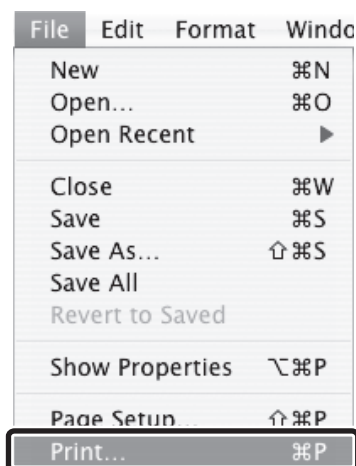 File Edit Format Windo
New ⌘N
Open... ⌘O
Open Recent ▶
Close ⌘W
Save ⌘S
Save As... ⇧⌘S
Save All
Revert to Saved
Show Properties ⌥⌘P
Page Setup... ⇧⌘P
Print... ⌘P